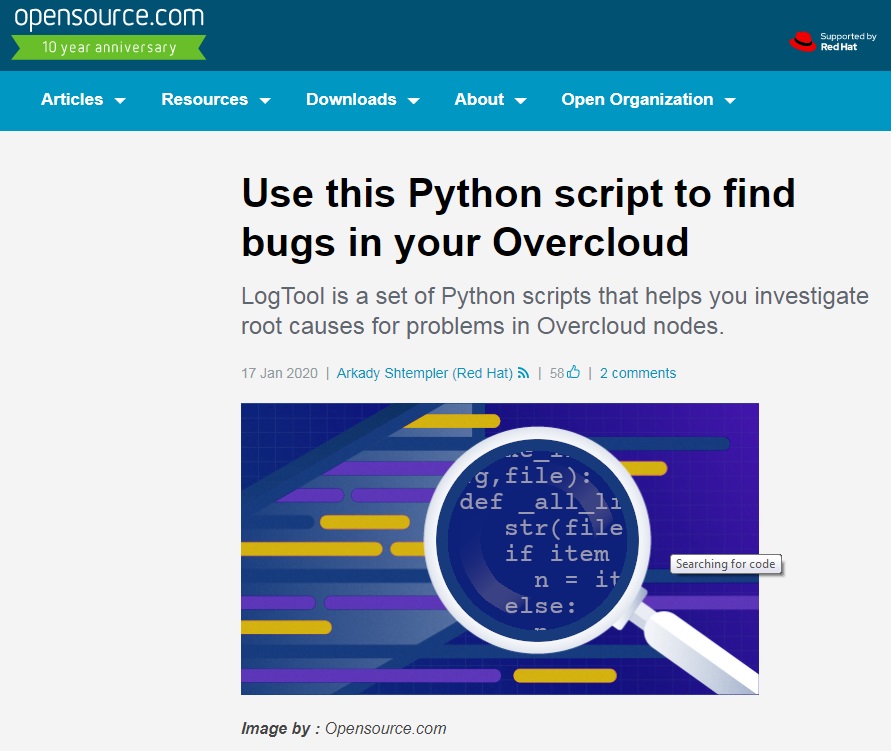 opensource.com
10 year anniversary
Supported by
Red Hat
Articles Resources Downloads About Open Organization
Use this Python script to find
bugs in your Overcloud
LogTool is a set of Python scripts that helps you investigate
root causes for problems in Overcloud nodes.
17 Jan 2020 | Arkady Shtempler (Red Hat) | 58 | 2 comments
g,file):
def _all_li
str(file
if item
n = it
else:
Searching for code
Image by : Opensource.com